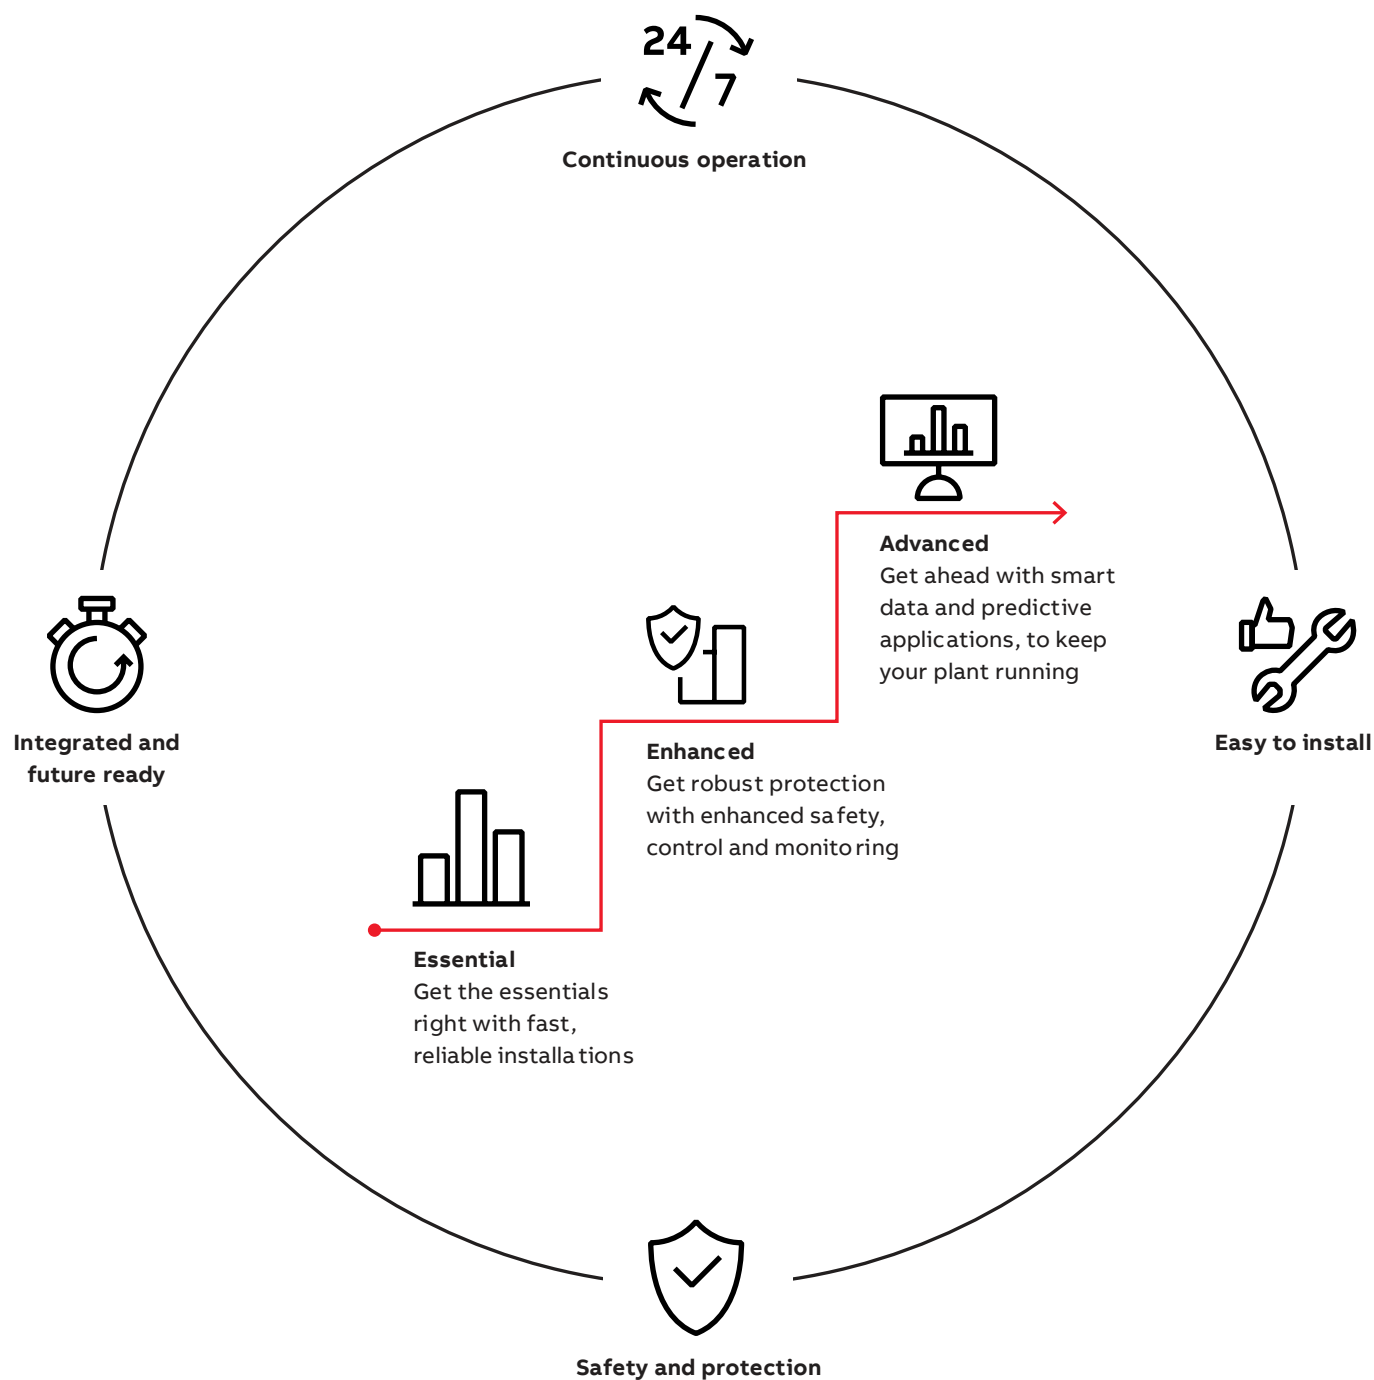 24
7
Continuous operation
Advanced
Get ahead with smart
data and predictive
applications, to keep
your plant running
Integrated and
future ready
Easy to install
Enhanced
Get robust protection
with enhanced safety,
control and monitoring
Essential
Get the essentials
right with fast,
reliable installations
Safety and protection